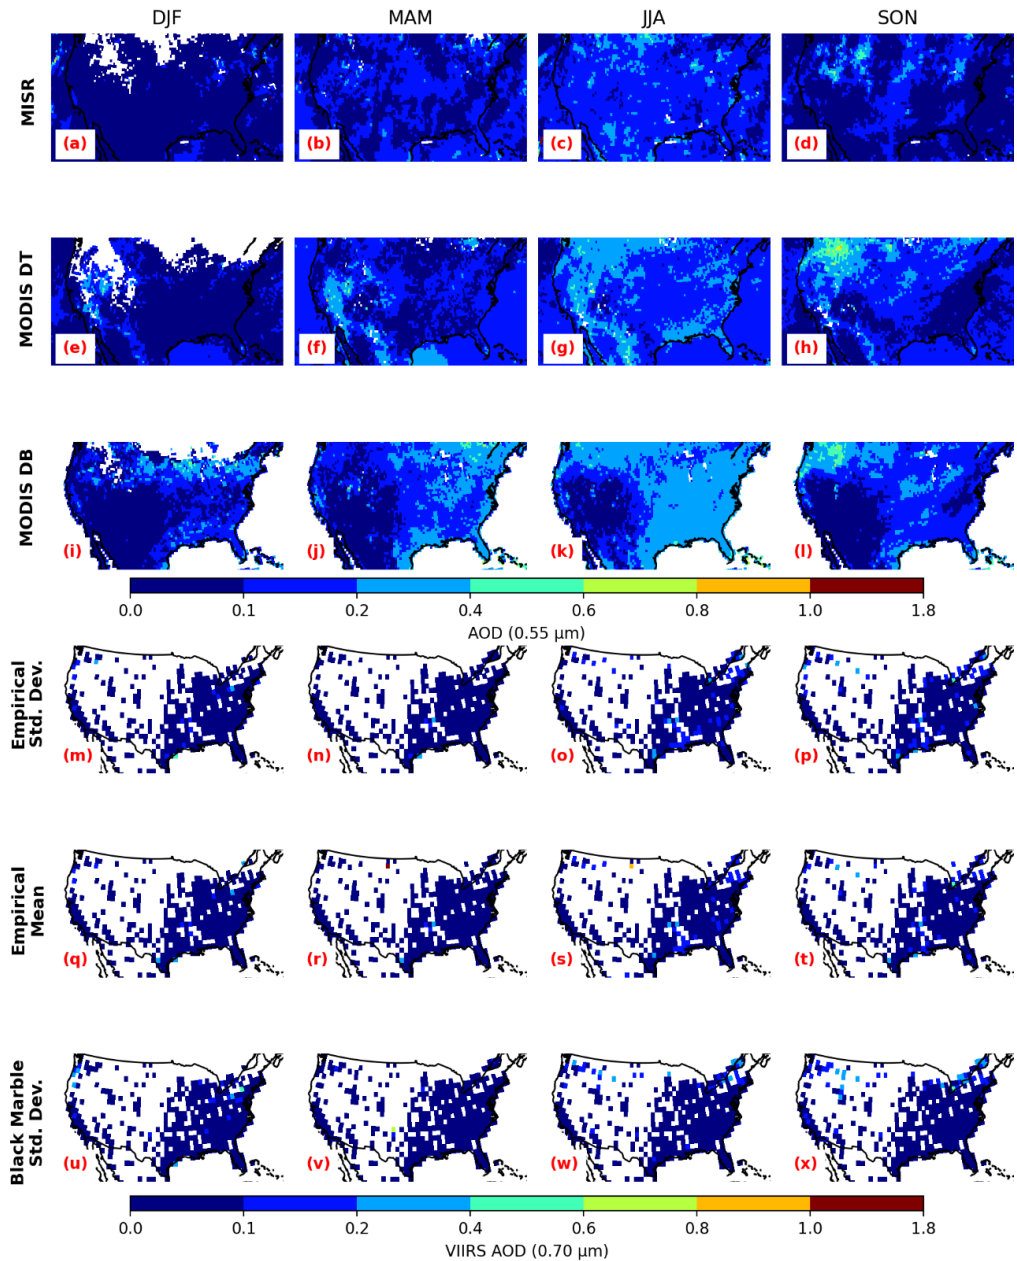 DJF MAM JJA SON
MISR
(a) (b) (c) (d)
MODIS DT
(e) (f) (g) (h)
MODIS DB
(i) (j) (k) (l)
0.0 0.1 0.2 0.4 0.6 0.8 1.0 1.8
AOD (0.55 μm)
Empirical
Std. Dev.
(m) (n) (o) (p)
Empirical
Mean
(q) (r) (s) (t)
Black Marble
Std. Dev.
(u) (v) (w) (x)
0.0 0.1 0.2 0.4 0.6 0.8 1.0 1.8
VIIRS AOD (0.70 μm)